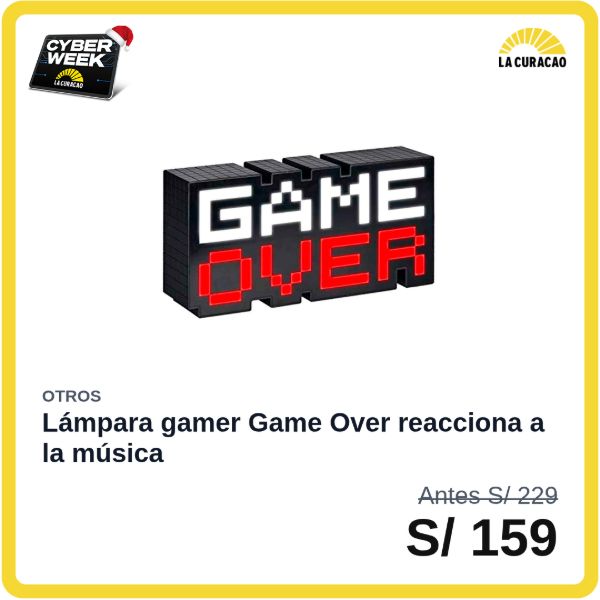 CYBER
WEEK
LA CURACAO
LA CURACAO
GAME
OVER
OTROS
Lámpara gamer Game Over reacciona a
la música
Antes S/ 229
S/ 159